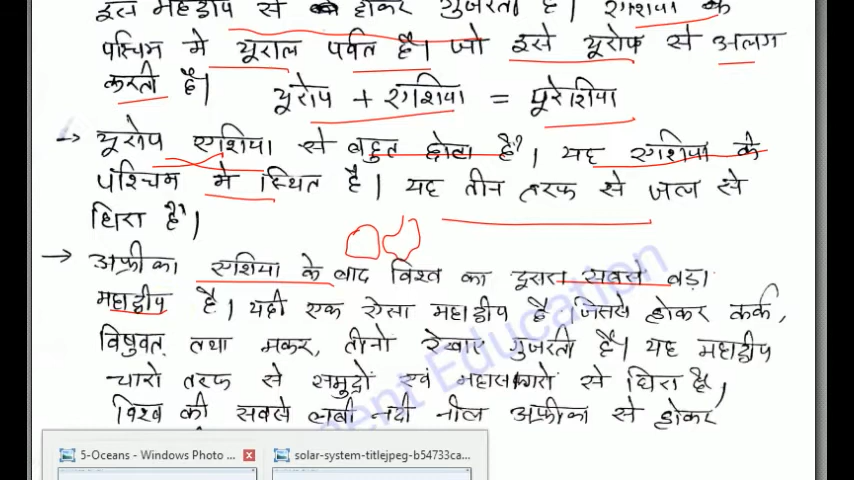 इस महाद्वीप से होकर गुजरती है। एशिया के
पश्चिम मे यूराल पर्वत है। जो इसे यूरोप से अलग
करती है। यूरोप + एशिया = यूरेशिया
→ यूरोप एशिया से बहुत छोटा है। यह एशिया के
पश्चिम मे स्थित है। यह तीन तरफ से जल से
घिरा है।
→ अफ्रीका एशिया के बाद विश्व का दूसरा सबसे बड़ा
महाद्वीप है। यही एक ऐसा महाद्वीप है जिससे होकर कर्क,
विषुवत् तथा मकर, तीनो रेखाए गुजरती है। यह महाद्वीप
चारो तरफ से समुद्रो एवं महासागरो से घिरा है,
विश्व की सबसे लम्बी नदी नील अफ्रीका से होकर
5-Oceans - Windows Photo ...
solar-system-titlejpeg-b54733ca...